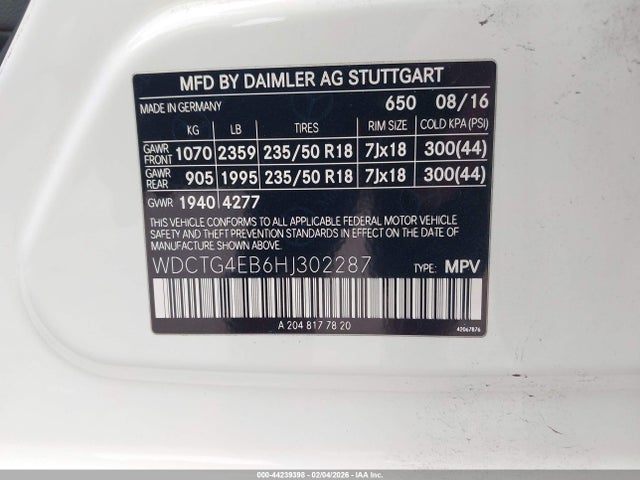 MFD BY DAIMLER AG STUTTGART
MADE IN GERMANY 650 08/16
KG LB TIRES RIM SIZE COLD KPA (PSI)
GAWR FRONT 1070 2359 235/50 R18 7Jx18 300(44)
GAWR REAR 905 1995 235/50 R18 7Jx18 300(44)
GVWR 1940 4277
THIS VEHICLE CONFORMS TO ALL APPLICABLE FEDERAL MOTOR VEHICLE
SAFETY AND THEFT PREVENTION STANDARDS IN EFFECT ON THE DATE
OF MANUFACTURE SHOWN ABOVE.
WDCTG4EB6HJ302287 TYPE: MPV
A 204 817 78 20 42067876
000-44239398 - 02/04/2026 - IAAI, Inc.